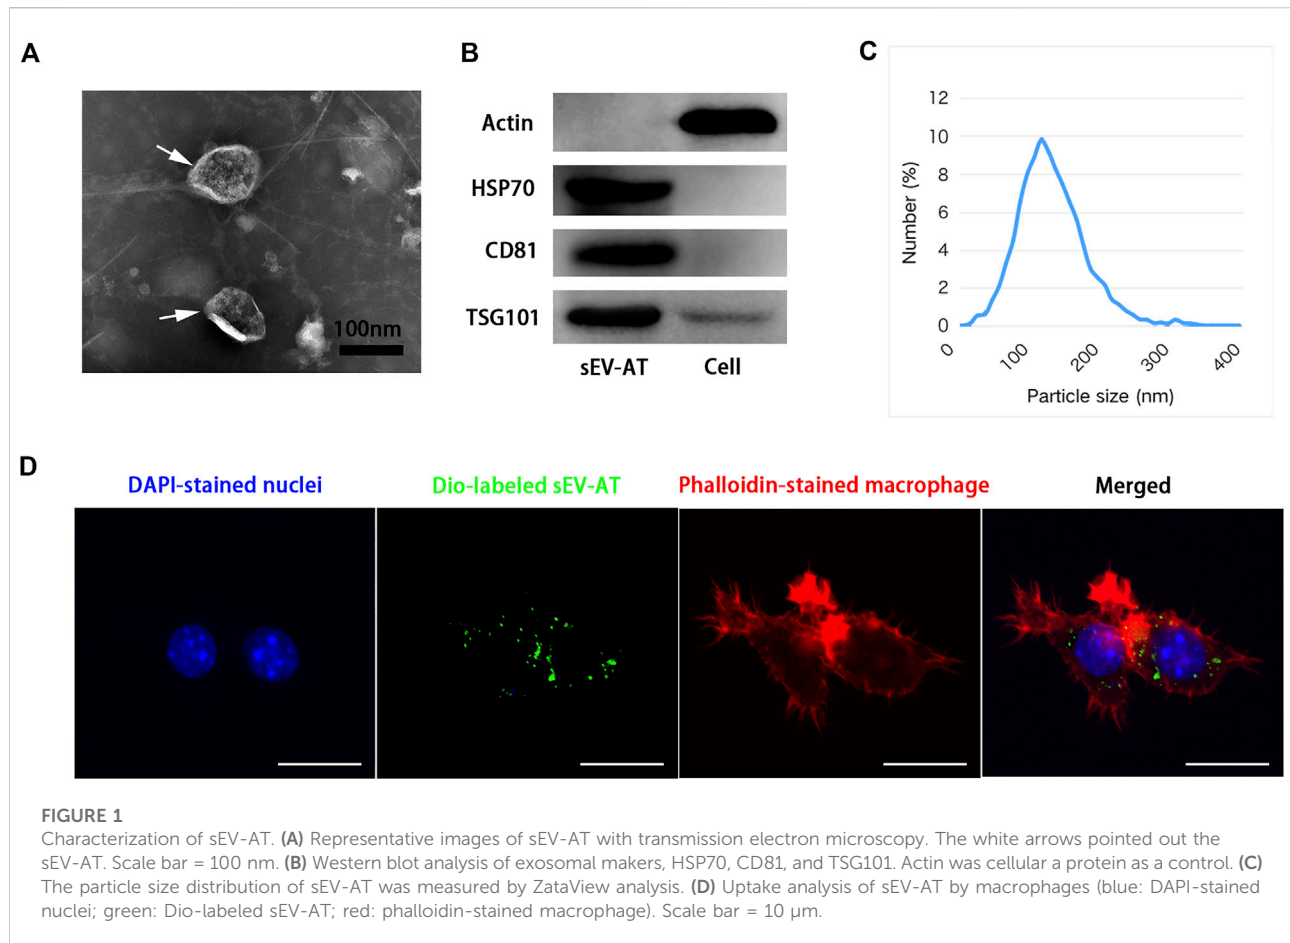 A
100nm
B
Actin
HSP70
CD81
TSG101
sEV-AT Cell
C
12
10
8
6
4
2
0
Number (%)
0 100 200 300 400
Particle size (nm)
D
DAPI-stained nuclei Dio-labeled sEV-AT Phalloidin-stained macrophage Merged
FIGURE 1
Characterization of sEV-AT. (A) Representative images of sEV-AT with transmission electron microscopy. The white arrows pointed out the
sEV-AT. Scale bar = 100 nm. (B) Western blot analysis of exosomal makers, HSP70, CD81, and TSG101. Actin was cellular a protein as a control. (C)
The particle size distribution of sEV-AT was measured by ZataView analysis. (D) Uptake analysis of sEV-AT by macrophages (blue: DAPI-stained
nuclei; green: Dio-labeled sEV-AT; red: phalloidin-stained macrophage). Scale bar = 10 µm.